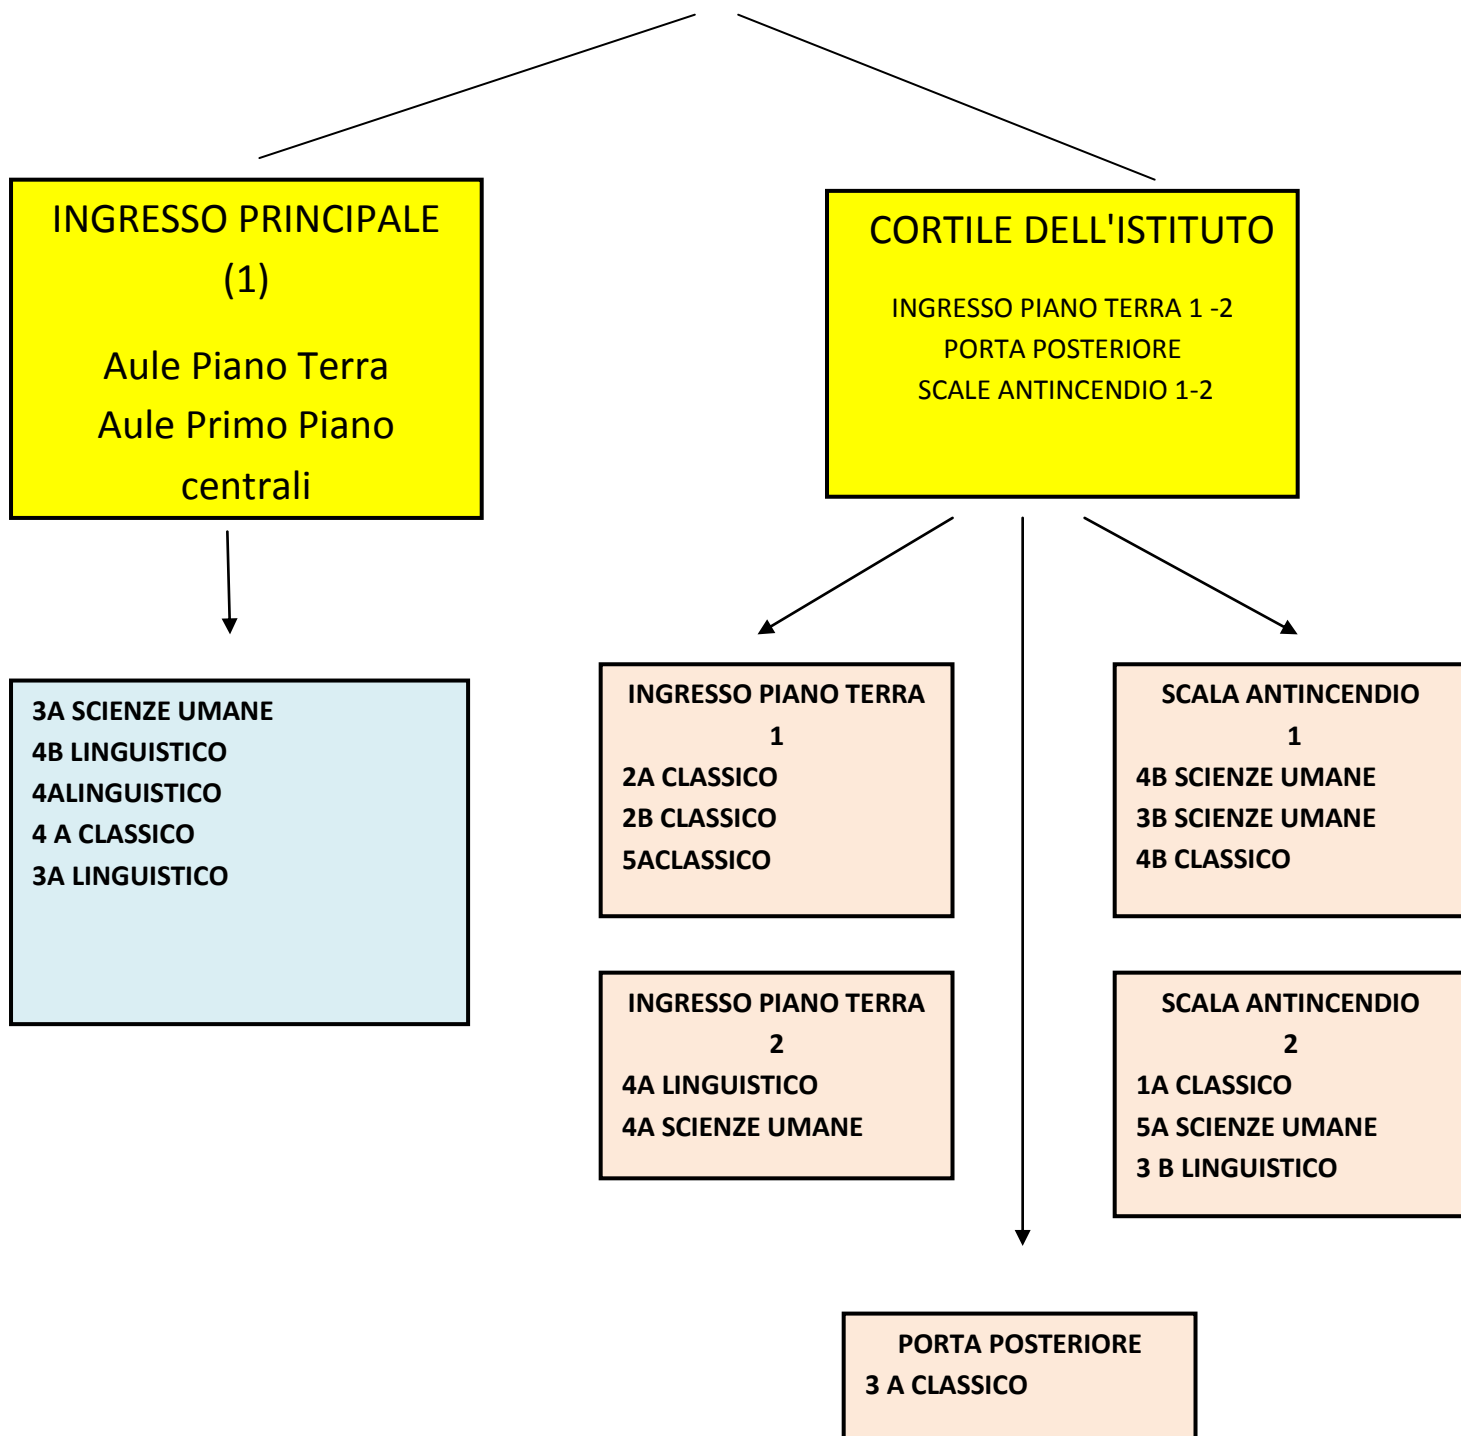 INGRESSO PRINCIPALE
(1)
Aule Piano Terra
Aule Primo Piano
centrali
CORTILE DELL'ISTITUTO
INGRESSO PIANO TERRA 1 -2
PORTA POSTERIORE
SCALE ANTINCENDIO 1-2
3A SCIENZE UMANE
4B LINGUISTICO
4ALINGUISTICO
4 A CLASSICO
3A LINGUISTICO
INGRESSO PIANO TERRA
1
2A CLASSICO
2B CLASSICO
5ACLASSICO
SCALA ANTINCENDIO
1
4B SCIENZE UMANE
3B SCIENZE UMANE
4B CLASSICO
INGRESSO PIANO TERRA
2
4A LINGUISTICO
4A SCIENZE UMANE
SCALA ANTINCENDIO
2
1A CLASSICO
5A SCIENZE UMANE
3 B LINGUISTICO
PORTA POSTERIORE
3 A CLASSICO